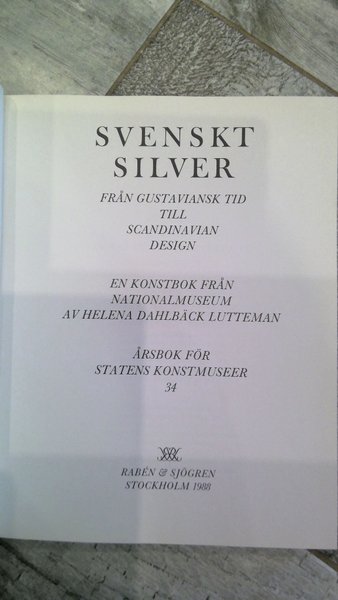 SVENSKT
SILVER
FRÅN GUSTAVIANSK TID
TILL
SCANDINAVIAN
DESIGN
EN KONSTBOK FRÅN
NATIONALMUSEUM
AV HELENA DAHLBÄCK LUTTEMAN
ÅRSBOK FÖR
STATENS KONSTMUSEER
34
RABÉN & SJÖGREN
STOCKHOLM 1988